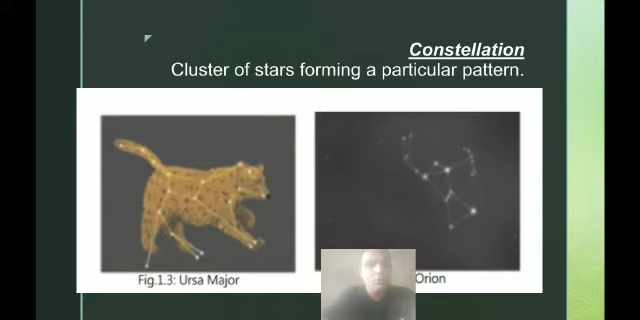 Constellation
Cluster of stars forming a particular pattern.
Fig.1.3: Ursa Major
Orion